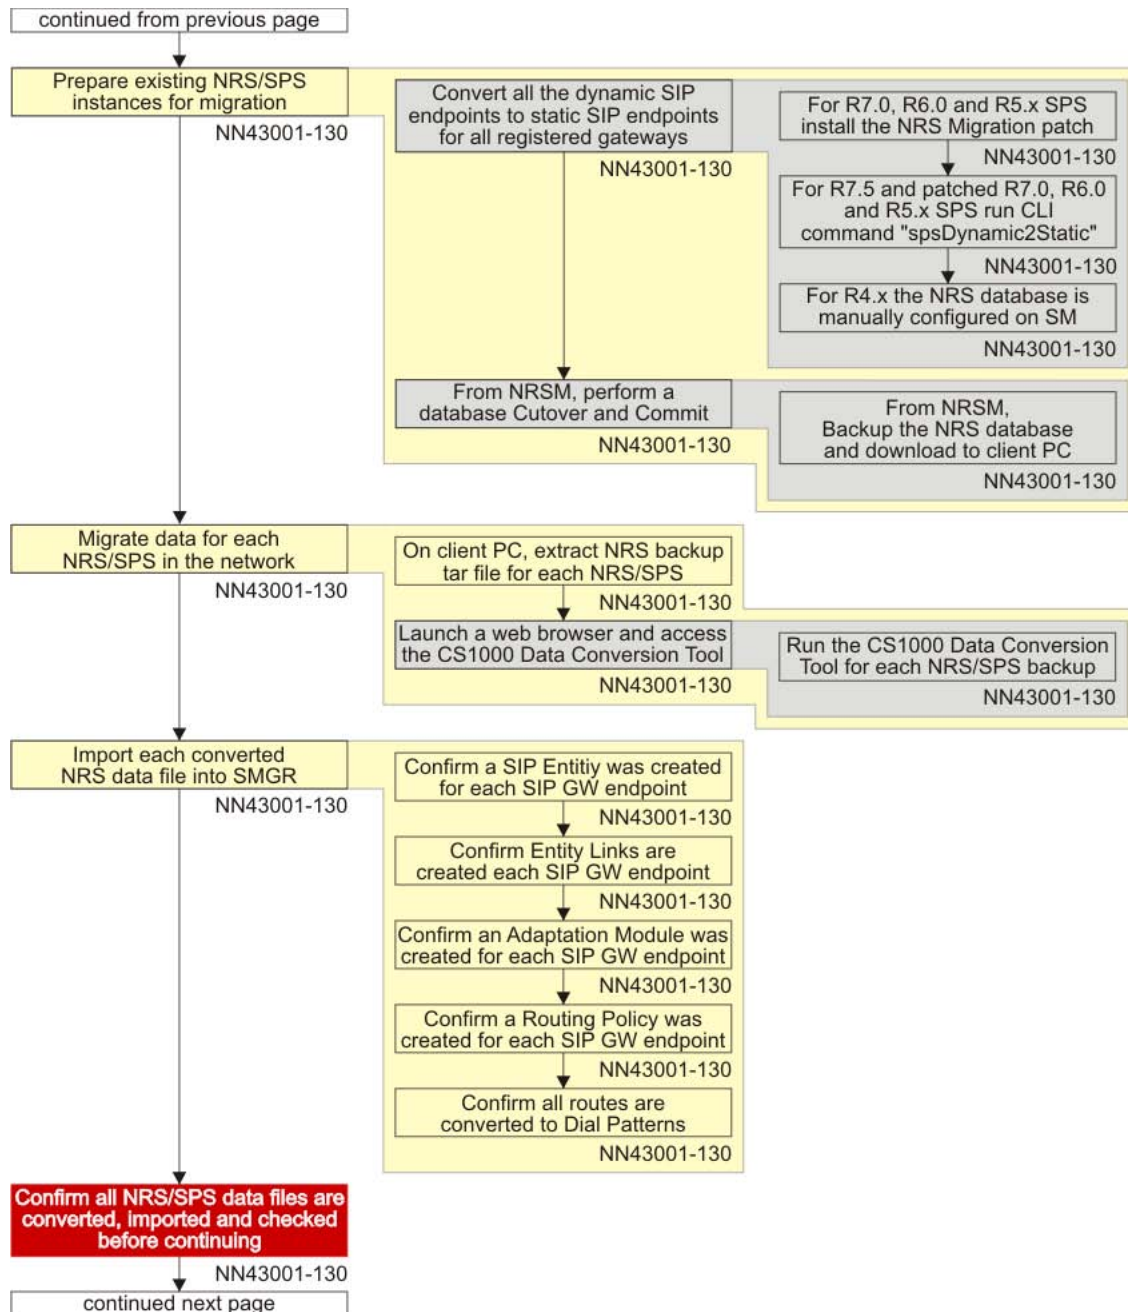 continued from previous page
Prepare existing NRS/SPS
instances for migration
NN43001-130
Convert all the dynamic SIP
endpoints to static SIP endpoints
for all registered gateways
NN43001-130
For R7.0, R6.0 and R5.x SPS
install the NRS Migration patch
NN43001-130
For R7.5 and patched R7.0, R6.0
and R5.x SPS run CLI
command "spsDynamic2Static"
NN43001-130
For R4.x the NRS database is
manually configured on SM
NN43001-130
From NRSM, perform a
database Cutover and Commit
NN43001-130
From NRSM,
Backup the NRS database
and download to client PC
NN43001-130
Migrate data for each
NRS/SPS in the network
NN43001-130
On client PC, extract NRS backup
tar file for each NRS/SPS
NN43001-130
Launch a web browser and access
the CS1000 Data Conversion Tool
NN43001-130
Run the CS1000 Data Conversion
Tool for each NRS/SPS backup
NN43001-130
Import each converted
NRS data file into SMGR
NN43001-130
Confirm a SIP Entitiy was created
for each SIP GW endpoint
NN43001-130
Confirm Entity Links are
created each SIP GW endpoint
NN43001-130
Confirm an Adaptation Module was
created for each SIP GW endpoint
NN43001-130
Confirm a Routing Policy was
created for each SIP GW endpoint
NN43001-130
Confirm all routes are
converted to Dial Patterns
NN43001-130
Confirm all NRS/SPS data files are
converted, imported and checked
before continuing
NN43001-130
continued next page